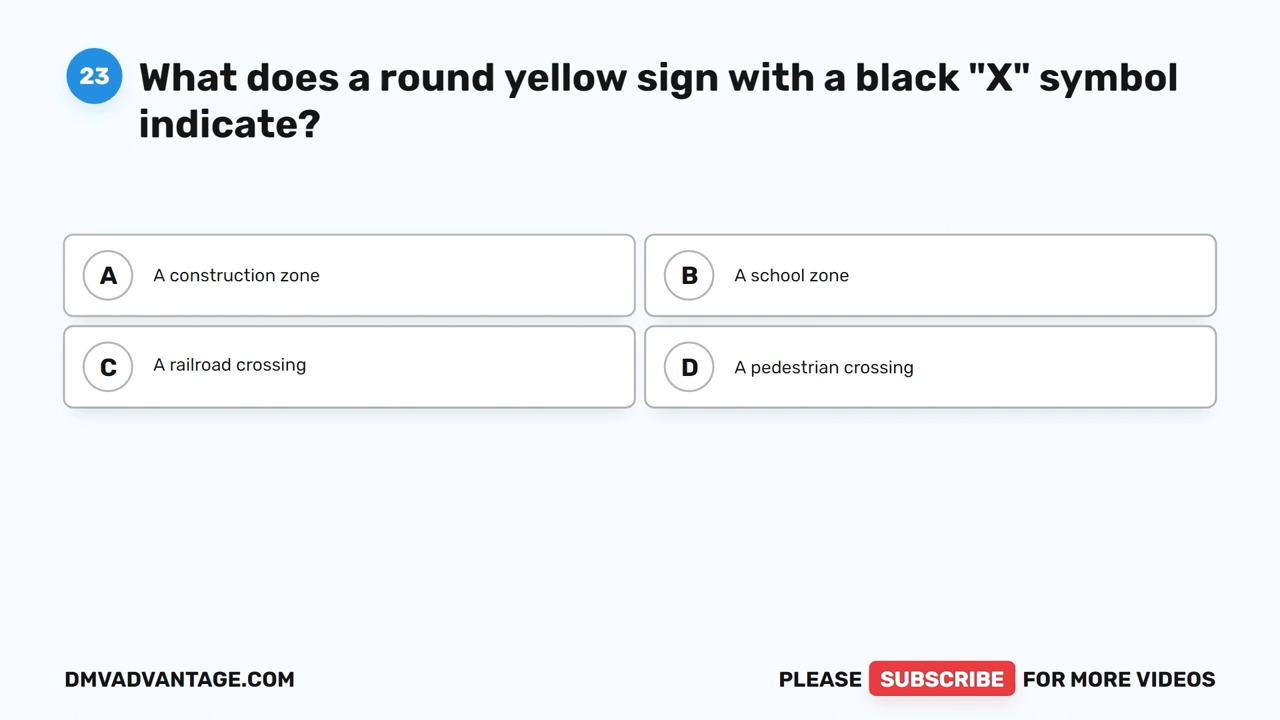 23
What does a round yellow sign with a black "X" symbol
indicate?
A A construction zone
B A school zone
C A railroad crossing
D A pedestrian crossing
DMVADVANTAGE.COM
PLEASE SUBSCRIBE FOR MORE VIDEOS